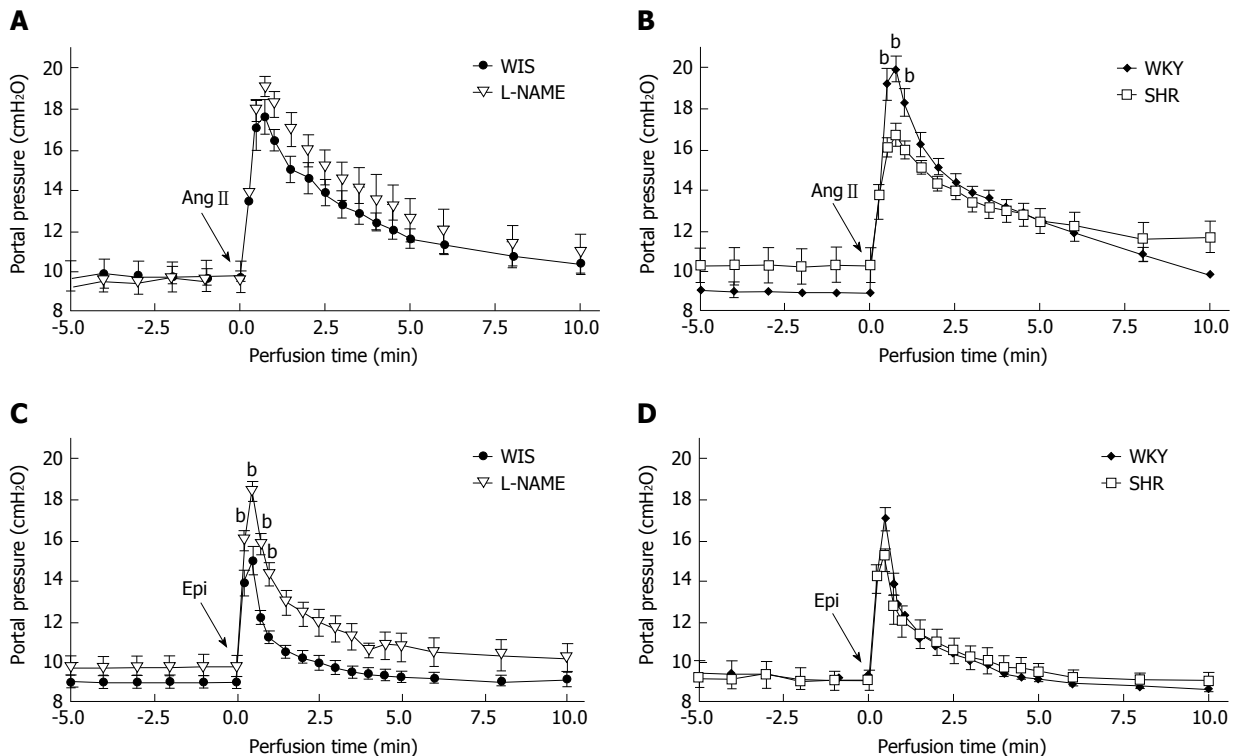 A
Portal pressure (cmH₂O)
20
18
16
14
12
10
8
WIS
L-NAME
Ang Ⅱ
-5.0 -2.5 0.0 2.5 5.0 7.5 10.0
Perfusion time (min)
B
Portal pressure (cmH₂O)
20
18
16
14
12
10
8
b b b
WKY
SHR
Ang Ⅱ
-5.0 -2.5 0.0 2.5 5.0 7.5 10.0
Perfusion time (min)
C
Portal pressure (cmH₂O)
20
18
16
14
12
10
8
b b b b
WIS
L-NAME
Epi
-5.0 -2.5 0.0 2.5 5.0 7.5 10.0
Perfusion time (min)
D
Portal pressure (cmH₂O)
20
18
16
14
12
10
8
WKY
SHR
Epi
-5.0 -2.5 0.0 2.5 5.0 7.5 10.0
Perfusion time (min)